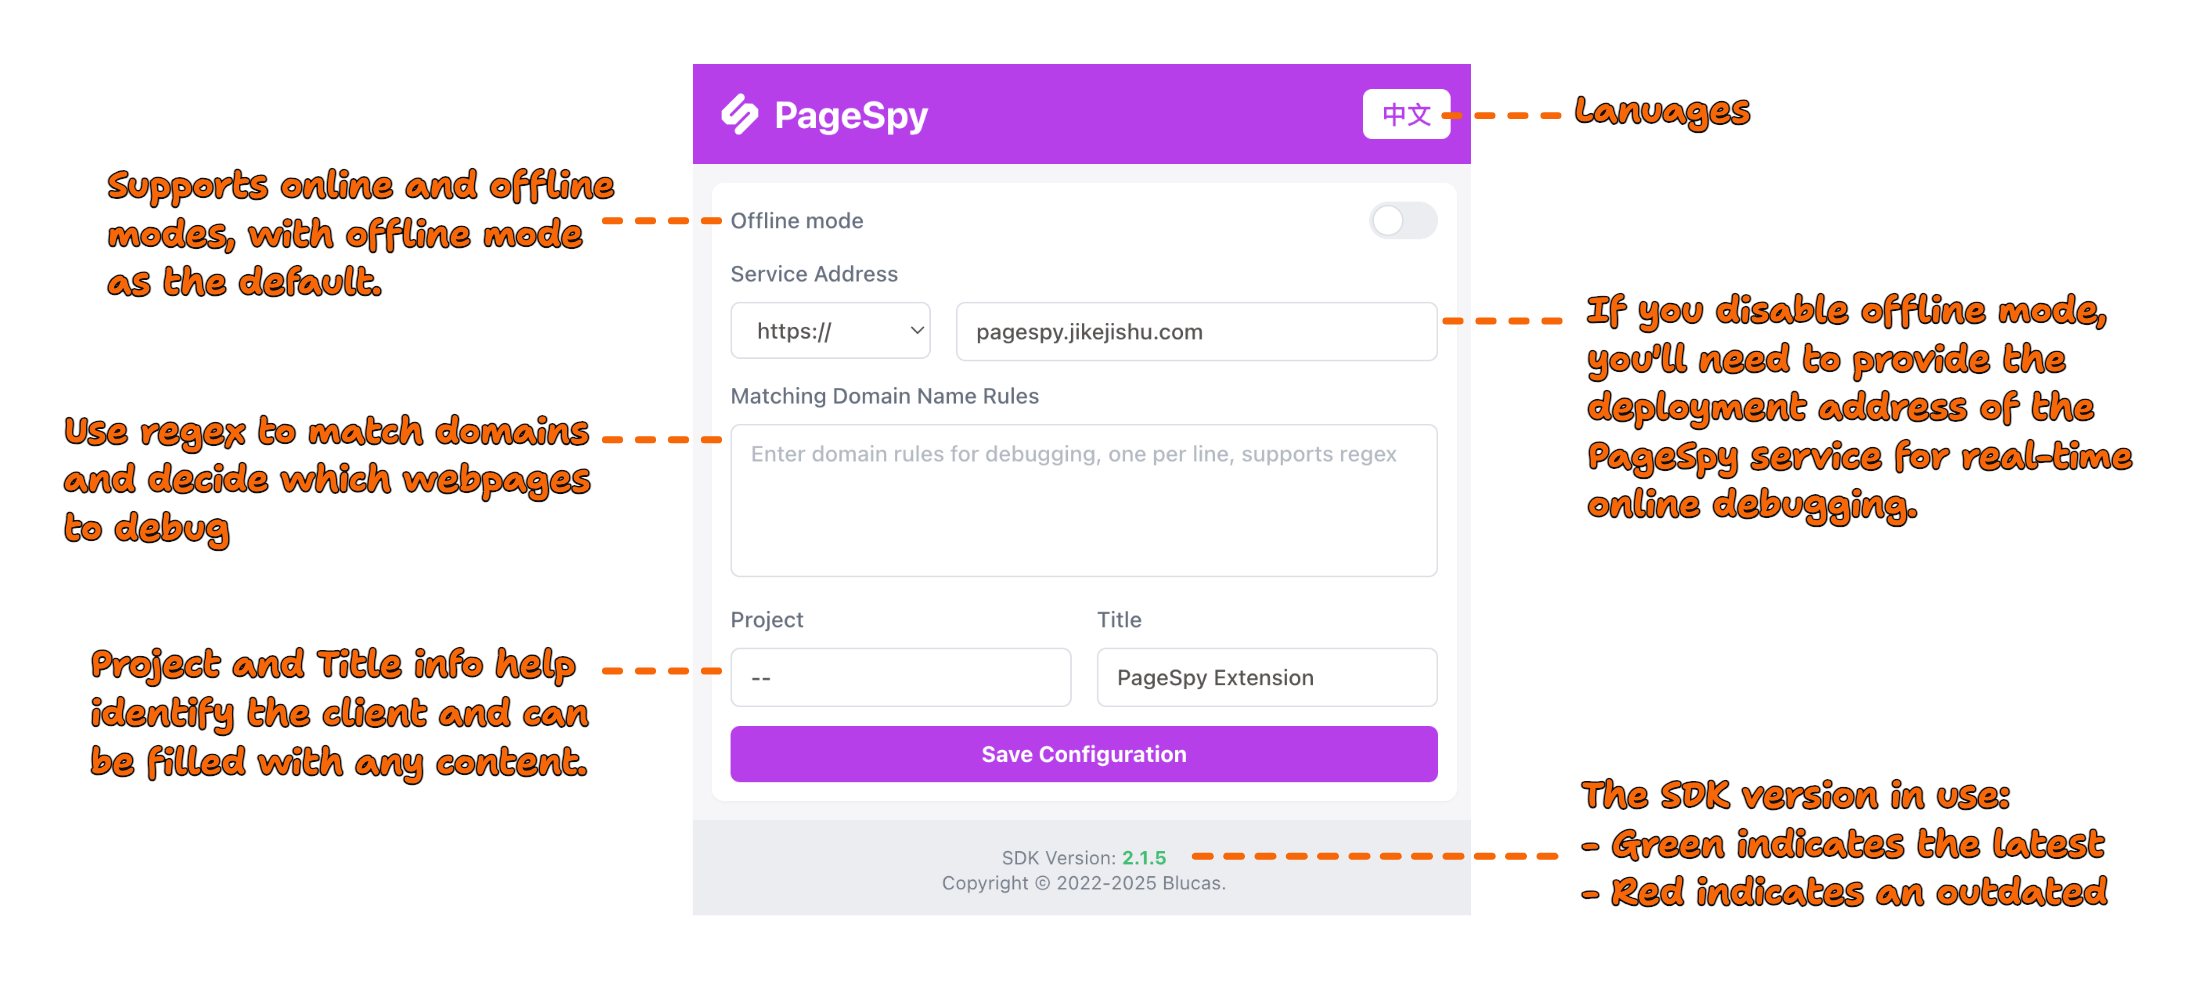 PageSpy
中文
Lanuages
Supports online and offline
modes, with offline mode
as the default.
Offline mode
Service Address
https://
pagespy.jikejishu.com
If you disable offline mode,
you'll need to provide the
deployment address of the
PageSpy service for real-time
online debugging.
Matching Domain Name Rules
Enter domain rules for debugging, one per line, supports regex
Use regex to match domains
and decide which webpages
to debug
Project
Title
--
PageSpy Extension
Project and Title info help
identify the client and can
be filled with any content.
Save Configuration
SDK Version: 2.1.5
Copyright © 2022-2025 Blucas.
The SDK version in use:
- Green indicates the latest
- Red indicates an outdated